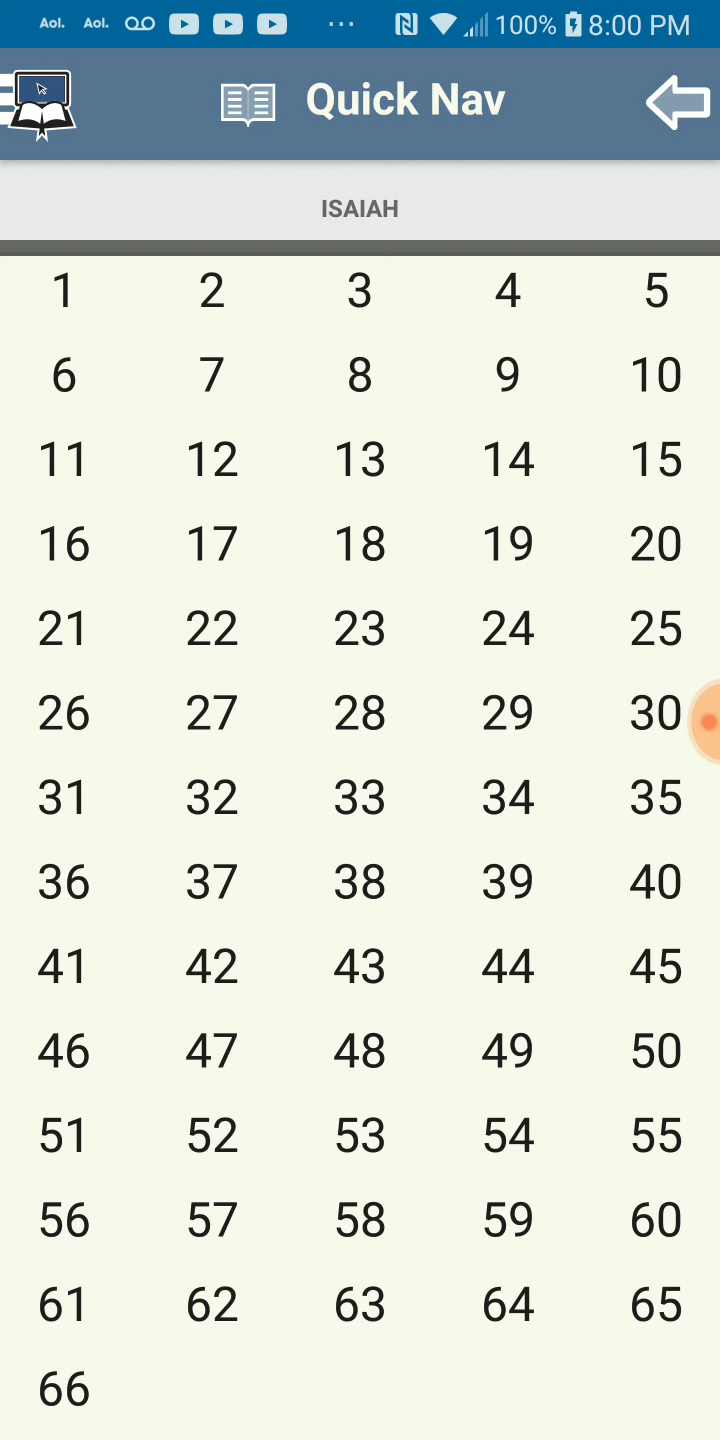 Aol. Aol. ... 100% 8:00 PM
Quick Nav
ISAIAH
1 2 3 4 5
6 7 8 9 10
11 12 13 14 15
16 17 18 19 20
21 22 23 24 25
26 27 28 29 30
31 32 33 34 35
36 37 38 39 40
41 42 43 44 45
46 47 48 49 50
51 52 53 54 55
56 57 58 59 60
61 62 63 64 65
66